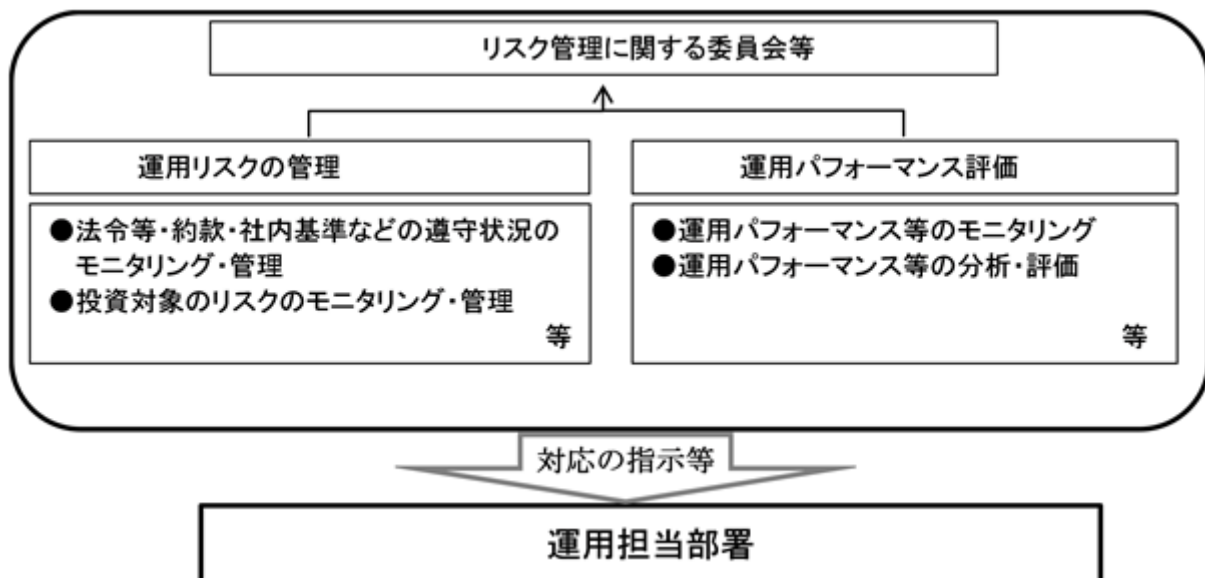 リスク管理に関する委員会等
運用リスクの管理
●法令等・約款・社内基準などの遵守状況の
モニタリング・管理
●投資対象のリスクのモニタリング・管理
等
運用パフォーマンス評価
●運用パフォーマンス等のモニタリング
●運用パフォーマンス等の分析・評価
等
対応の指示等
運用担当部署